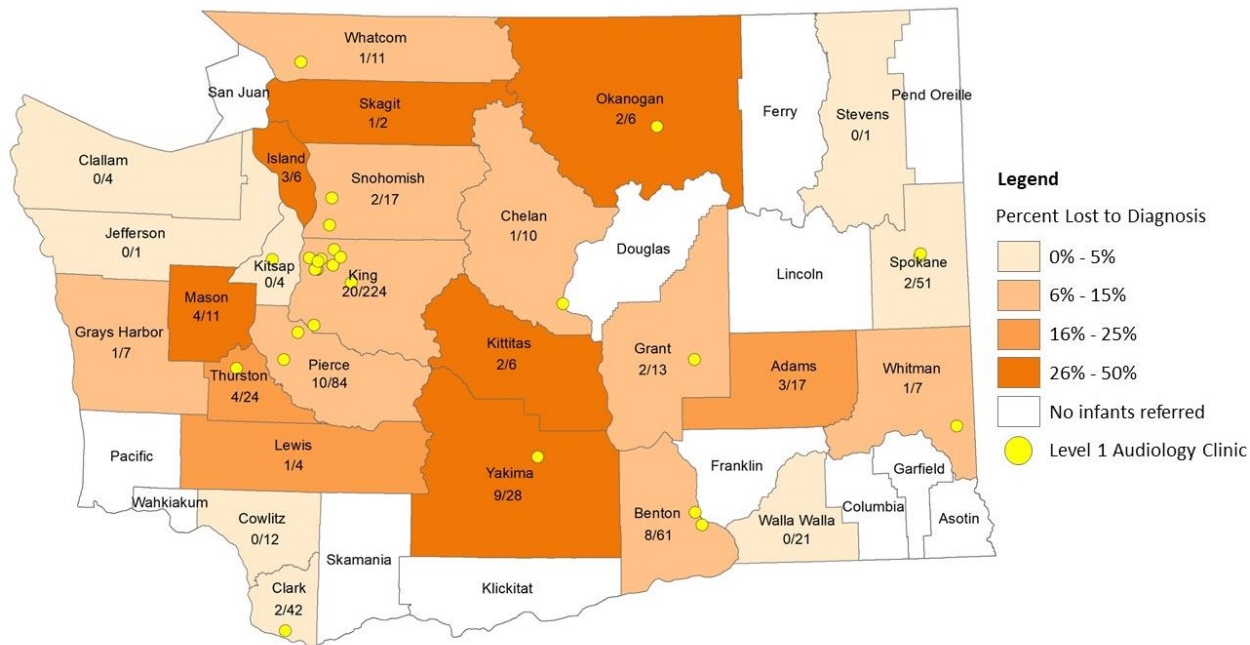 Whatcom
1/11
San Juan
Skagit
1/2
Okanogan
2/6
Ferry
Stevens
0/1
Pend Oreille
Clallam
0/4
Island
3/6
Snohomish
2/17
Chelan
1/10
Jefferson
0/1
Kitsap
0/4
King
20/224
Douglas
Lincoln
Spokane
2/51
Mason
4/11
Grays Harbor
1/7
Thurston
4/24
Pierce
10/84
Kittitas
2/6
Grant
2/13
Adams
3/17
Whitman
1/7
Pacific
Lewis
1/4
Yakima
9/28
Benton
8/61
Franklin
Walla Walla
0/21
Columbia
Garfield
Asotin
Wahkiakum
Cowlitz
0/12
Skamania
Klickitat
Clark
2/42
Legend
Percent Lost to Diagnosis
0% - 5%
6% - 15%
16% - 25%
26% - 50%
No infants referred
Level 1 Audiology Clinic